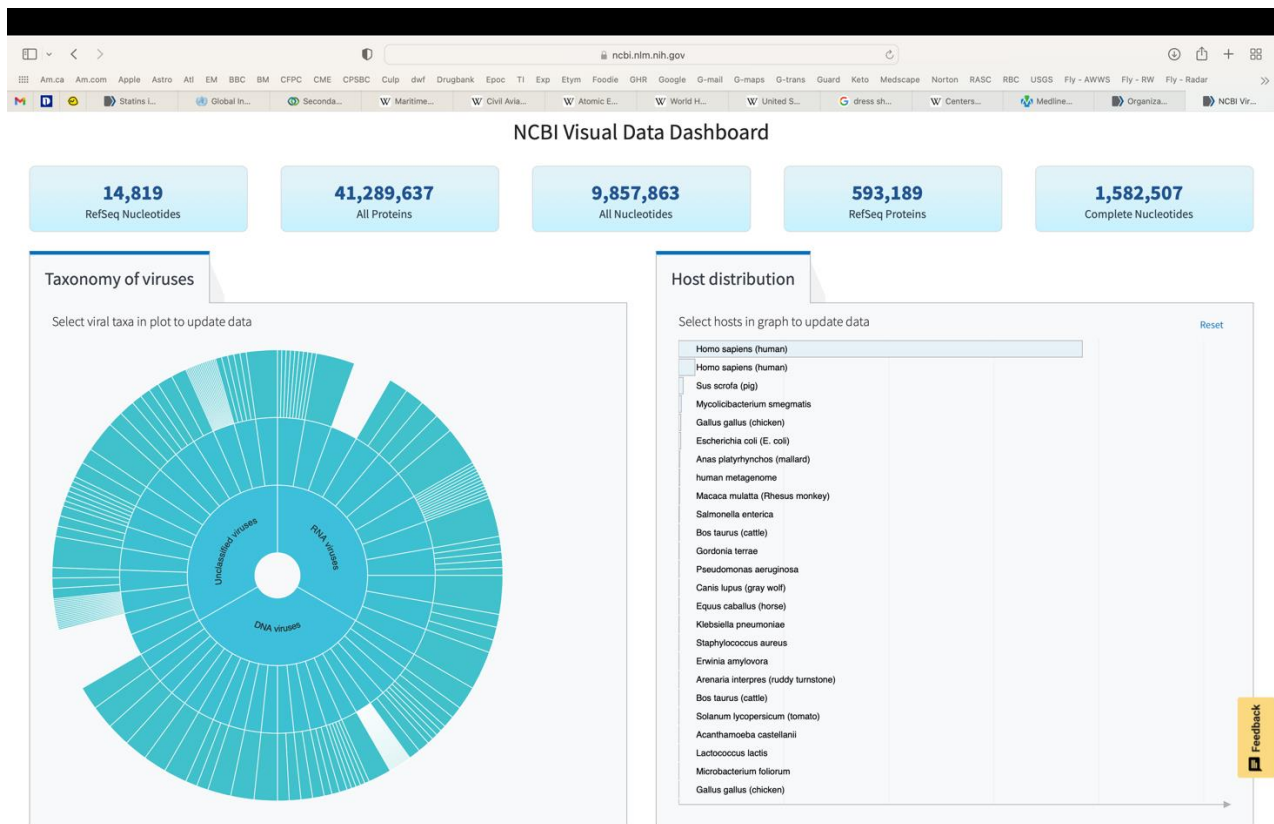 ncbi.nlm.nih.gov
Am.ca Am.com Apple Astro Atl EM BBC BM CFPC CME CPSBC Culp dwf Drugbank Epoc TI Exp Etym Foodie GHR Google G-mail G-maps G-trans Guard Keto Medscape Norton RASC RBC USGS Fly - AWWS Fly - RW Fly - Radar
Statins i... Global In... Seconda... Maritime... Civil Avia... Atomic E... World H... United S... dress sh... Centers... Medline... Organiza... NCBI Vir...
NCBI Visual Data Dashboard
14,819 41,289,637 9,857,863 593,189 1,582,507
RefSeq Nucleotides All Proteins All Nucleotides RefSeq Proteins Complete Nucleotides
Taxonomy of viruses
Select viral taxa in plot to update data
Unclassified viruses
RNA viruses
DNA viruses
Host distribution
Select hosts in graph to update data
Reset
Homo sapiens (human)
Homo sapiens (human)
Sus scrofa (pig)
Mycolicibacterium smegmatis
Gallus gallus (chicken)
Escherichia coli (E. coli)
Anas platyrhynchos (mallard)
human metagenome
Macaca mulatta (Rhesus monkey)
Salmonella enterica
Bos taurus (cattle)
Gordonia terrae
Pseudomonas aeruginosa
Canis lupus (gray wolf)
Equus caballus (horse)
Klebsiella pneumoniae
Staphylococcus aureus
Erwinia amylovora
Arenaria interpres (ruddy turnstone)
Bos taurus (cattle)
Solanum lycopersicum (tomato)
Acanthamoeba castellanii
Lactococcus lactis
Microbacterium foliorum
Gallus gallus (chicken)
Feedback